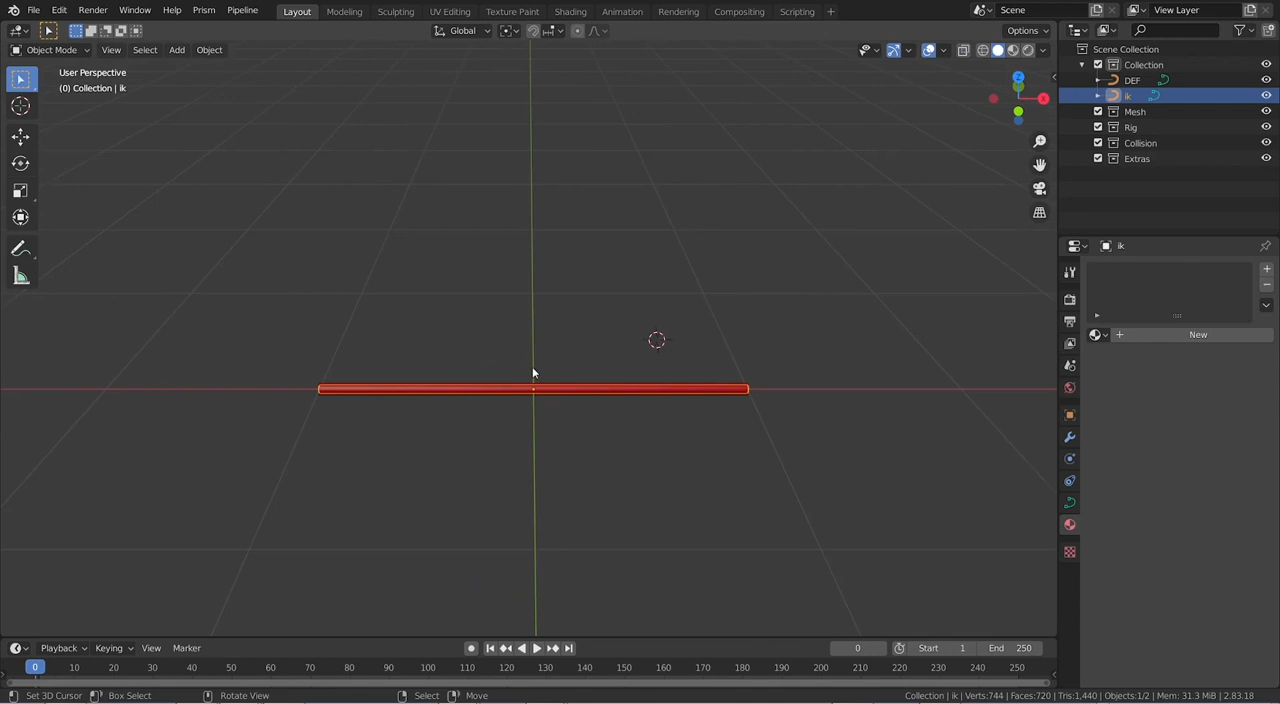 File Edit Render Window Help Prism Pipeline
Layout Modeling Sculpting UV Editing Texture Paint Shading Animation Rendering Compositing Scripting
Scene
View Layer
Global
Options
Object Mode View Select Add Object
User Perspective
(0) Collection | ik
Z
X
Scene Collection
Collection
DEF
ik
Mesh
Rig
Collision
Extras
ik
New
Playback Keying View Marker
0
Start 1
End 250
0 10 20 30 40 50 60 70 80 90 100 110 120 130 140 150 160 170 180 190 200 210 220 230 240 250
Set 3D Cursor Box Select Rotate View Select Move
Collection | ik | Verts:744 | Faces:720 | Tris:1,440 | Objects:1/2 | Mem: 31.3 MiB | 2.83.18